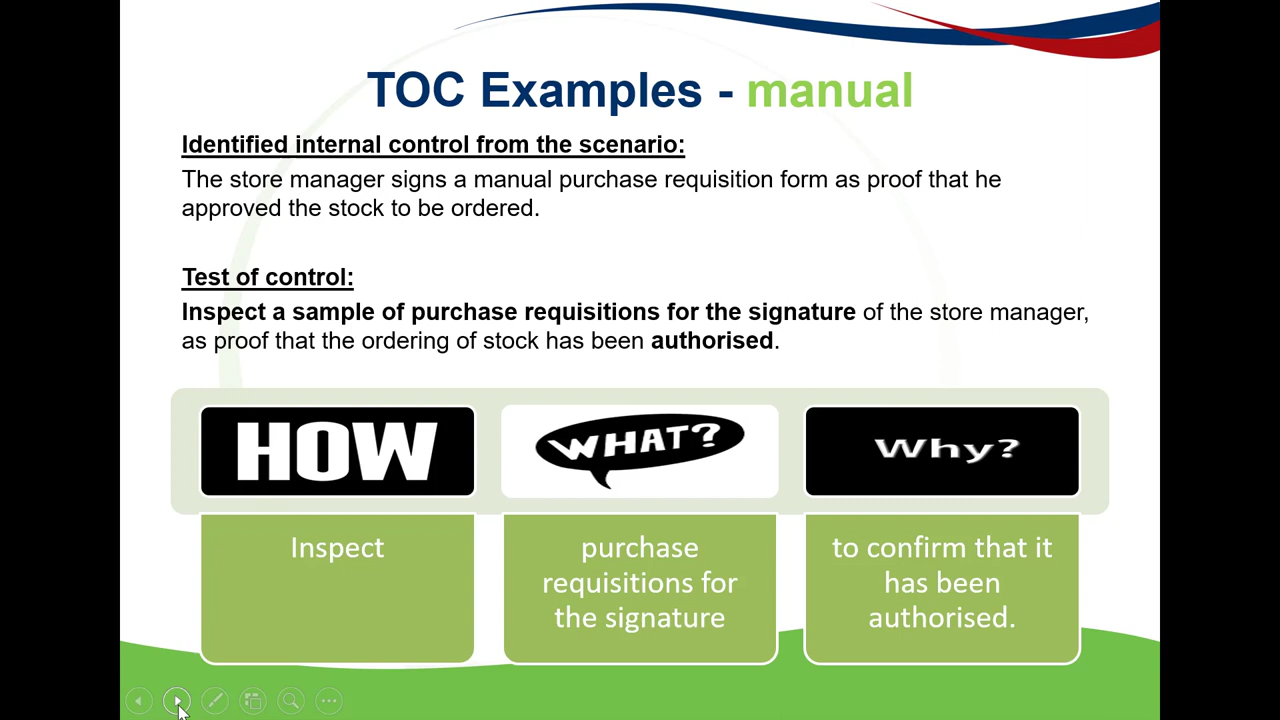 TOC Examples - manual
Identified internal control from the scenario:
The store manager signs a manual purchase requisition form as proof that he
approved the stock to be ordered.
Test of control:
Inspect a sample of purchase requisitions for the signature of the store manager,
as proof that the ordering of stock has been authorised.
HOW
WHAT?
Why?
Inspect
purchase
requisitions for
the signature
to confirm that it
has been
authorised.